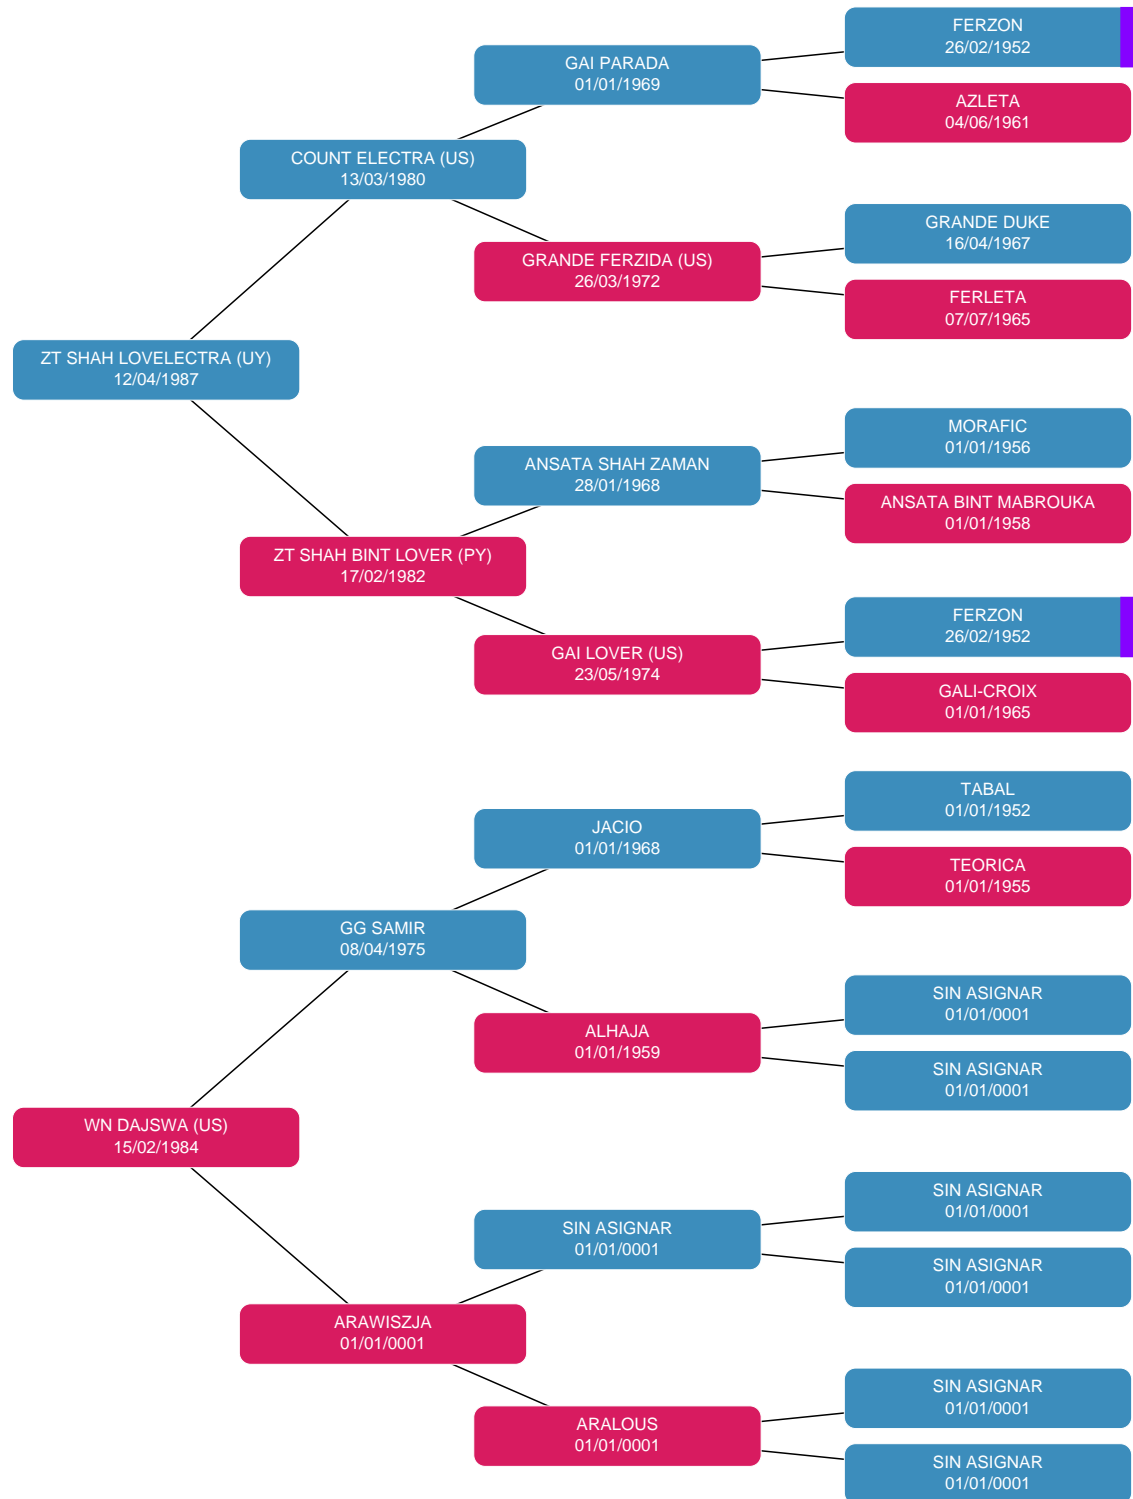 FERZON
26/02/1952
GAI PARADA
01/01/1969
AZLETA
04/06/1961
COUNT ELECTRA (US)
13/03/1980
GRANDE DUKE
16/04/1967
GRANDE FERZIDA (US)
26/03/1972
FERLETA
07/07/1965
ZT SHAH LOVELECTRA (UY)
12/04/1987
MORAFIC
01/01/1956
ANSATA SHAH ZAMAN
28/01/1968
ANSATA BINT MABROUKA
01/01/1958
ZT SHAH BINT LOVER (PY)
17/02/1982
FERZON
26/02/1952
GAI LOVER (US)
23/05/1974
GALI-CROIX
01/01/1965
TABAL
01/01/1952
JACIO
01/01/1968
TEORICA
01/01/1955
GG SAMIR
08/04/1975
SIN ASIGNAR
01/01/0001
ALHAJA
01/01/1959
SIN ASIGNAR
01/01/0001
WN DAJSWA (US)
15/02/1984
SIN ASIGNAR
01/01/0001
SIN ASIGNAR
01/01/0001
SIN ASIGNAR
01/01/0001
ARAWISZJA
01/01/0001
SIN ASIGNAR
01/01/0001
ARALOUS
01/01/0001
SIN ASIGNAR
01/01/0001